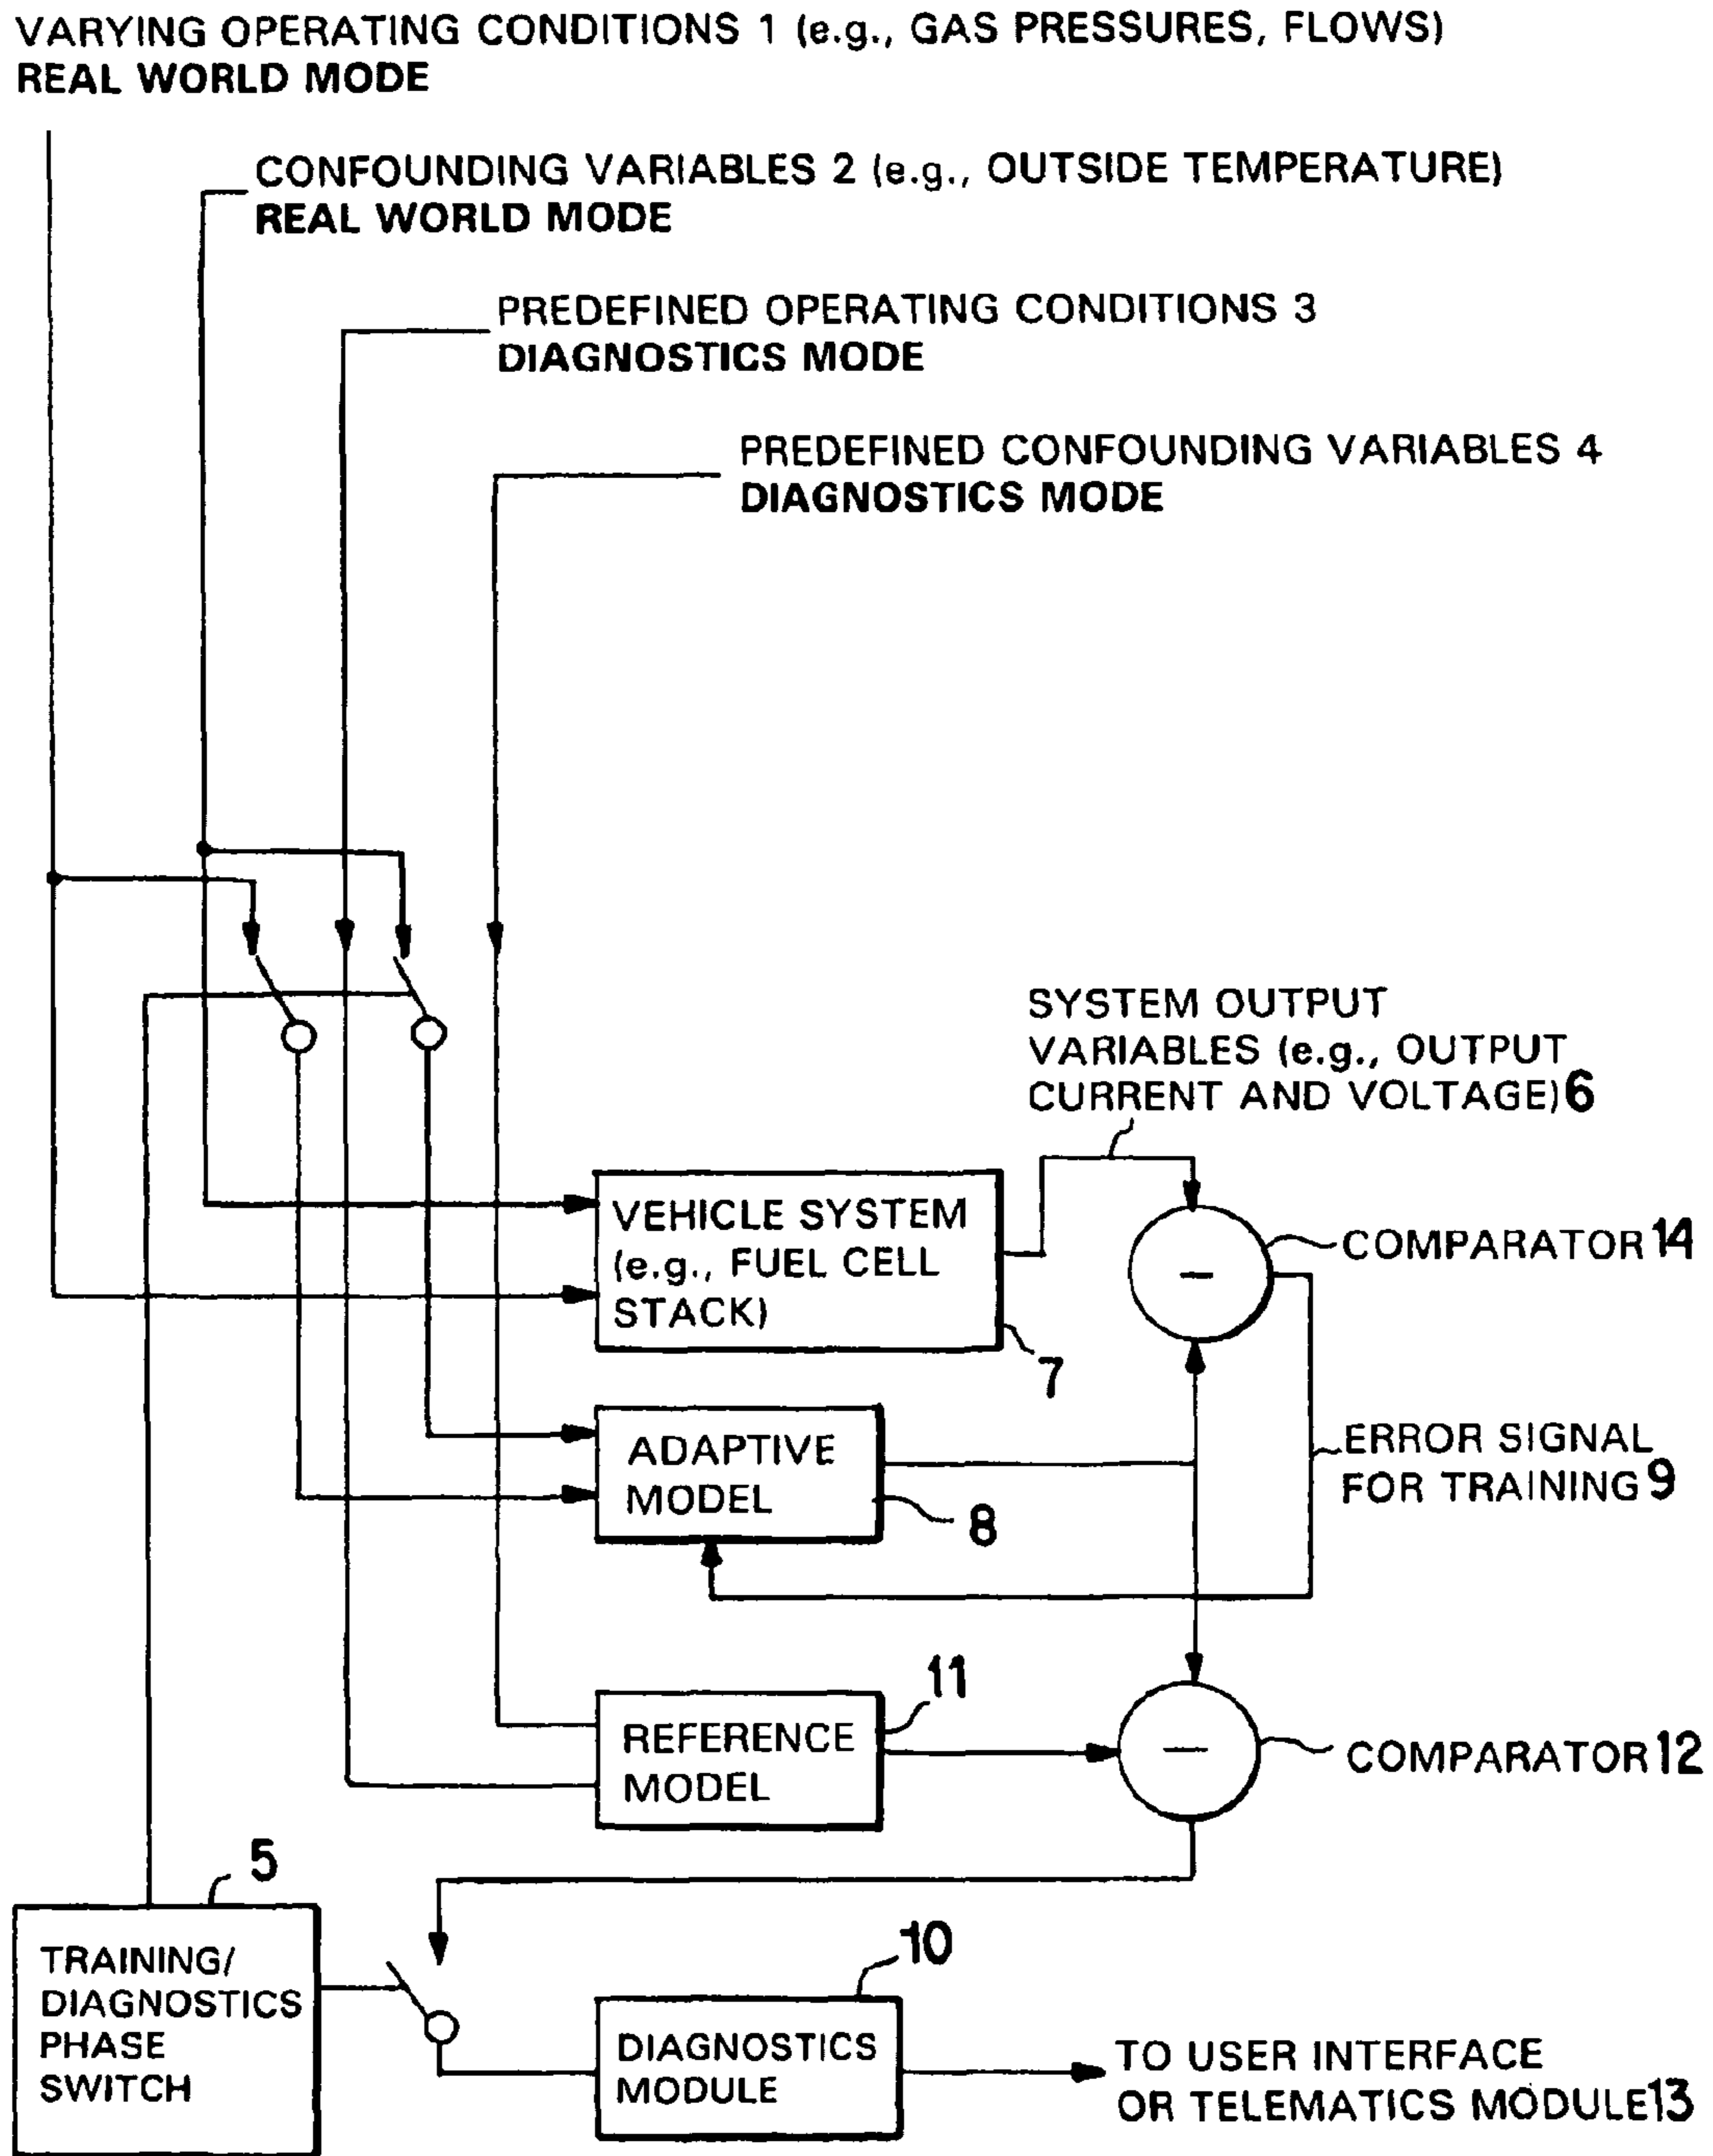 VARYING OPERATING CONDITIONS 1 (e.g., GAS PRESSURES, FLOWS)
REAL WORLD MODE
CONFOUNDING VARIABLES 2 (e.g., OUTSIDE TEMPERATURE)
REAL WORLD MODE
PREDEFINED OPERATING CONDITIONS 3
DIAGNOSTICS MODE
PREDEFINED CONFOUNDING VARIABLES 4
DIAGNOSTICS MODE
SYSTEM OUTPUT
VARIABLES (e.g., OUTPUT
CURRENT AND VOLTAGE) 6
VEHICLE SYSTEM
(e.g., FUEL CELL
STACK)
7
COMPARATOR 14
ADAPTIVE
MODEL
8
ERROR SIGNAL
FOR TRAINING 9
11
REFERENCE
MODEL
COMPARATOR 12
5
TRAINING/
DIAGNOSTICS
PHASE
SWITCH
10
DIAGNOSTICS
MODULE
TO USER INTERFACE
OR TELEMATICS MODULE 13